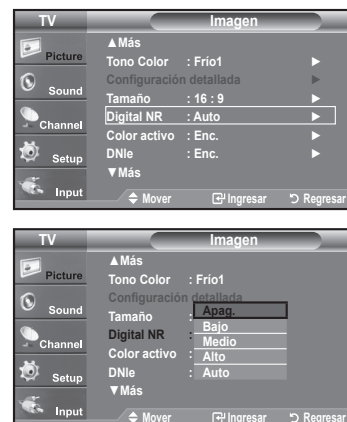 TV Imagen
▲Más
Picture
Tono Color : Frío1 ▶
Configuración detallada ▶
Sound
Tamaño : 16 : 9 ▶
Digital NR : Auto ▶
Channel
Color activo : Enc. ▶
Setup
DNIe : Enc. ▶
▼Más
Input
Mover Ingresar Regresar
TV Imagen
▲Más
Picture
Tono Color : Frío1
Configuración detallada
Sound
Tamaño : Apag.
Bajo
Digital NR : Medio
Channel
Color activo : Alto
Setup
DNIe : Auto
▼Más
Input
Mover Ingresar Regresar